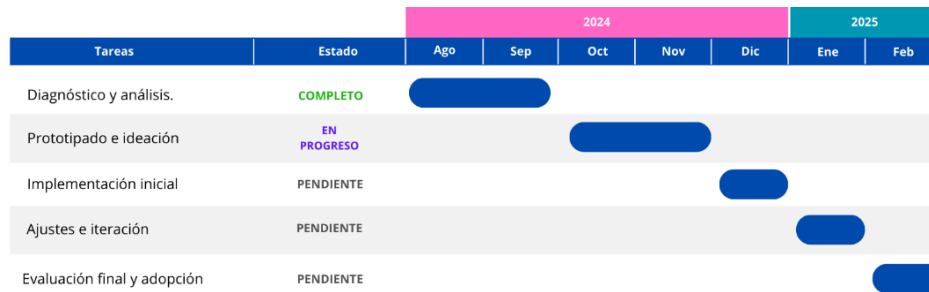 2024 2025
Tareas Estado Ago Sep Oct Nov Dic Ene Feb
Diagnóstico y análisis. COMPLETO
Prototipado e ideación EN PROGRESO
Implementación inicial PENDIENTE
Ajustes e iteración PENDIENTE
Evaluación final y adopción PENDIENTE